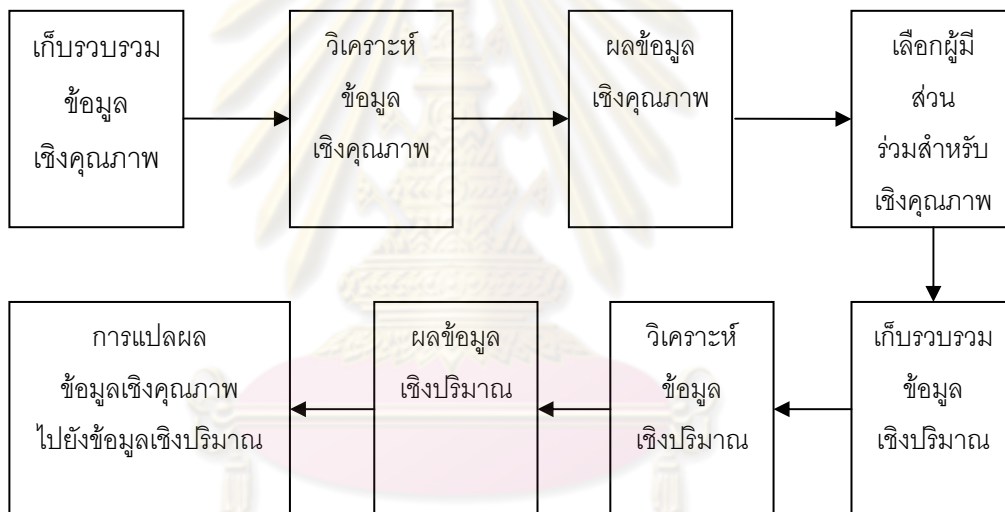 เก็บรวบรวม
ข้อมูล
เชิงคุณภาพ
วิเคราะห์
ข้อมูล
เชิงคุณภาพ
ผลข้อมูล
เชิงคุณภาพ
เลือกผู้มี
ส่วน
ร่วมสำหรับ
เชิงคุณภาพ
เก็บรวบรวม
ข้อมูล
เชิงปริมาณ
วิเคราะห์
ข้อมูล
เชิงปริมาณ
ผลข้อมูล
เชิงปริมาณ
การแปลผล
ข้อมูลเชิงคุณภาพ
ไปยังข้อมูลเชิงปริมาณ